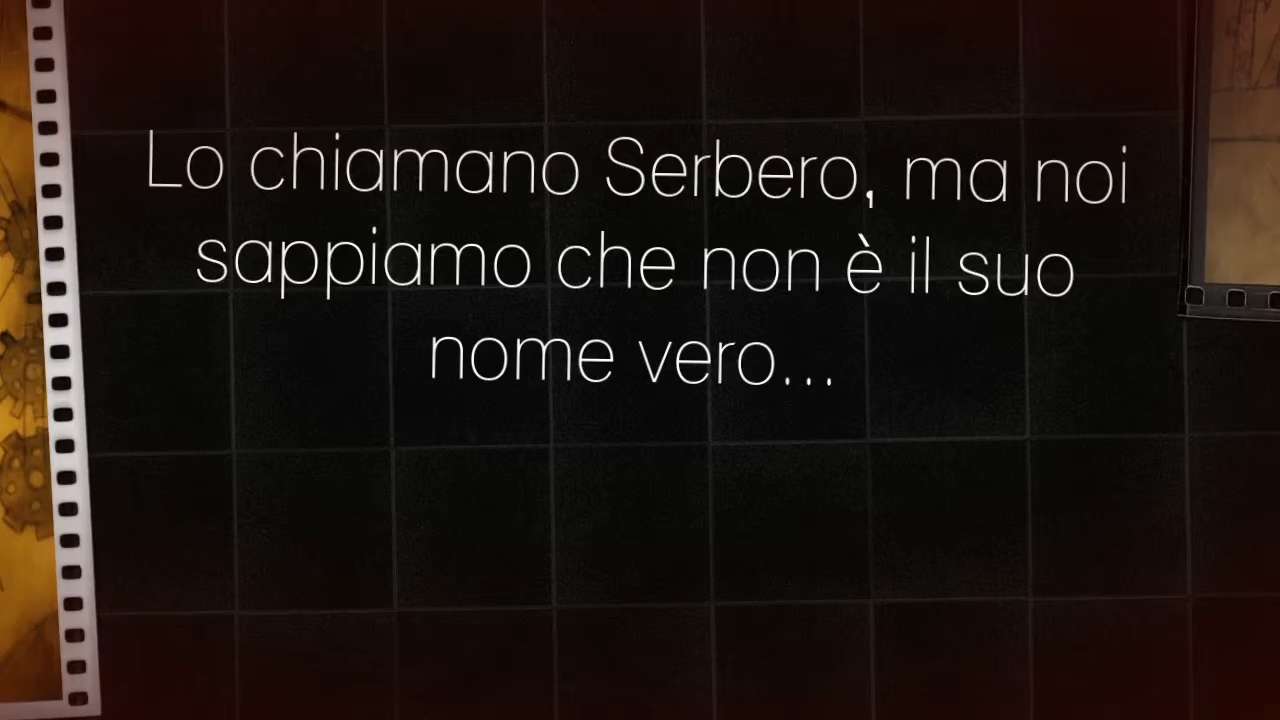 Lo chiamano Serbero, ma noi
sappiamo che non è il suo
nome vero...